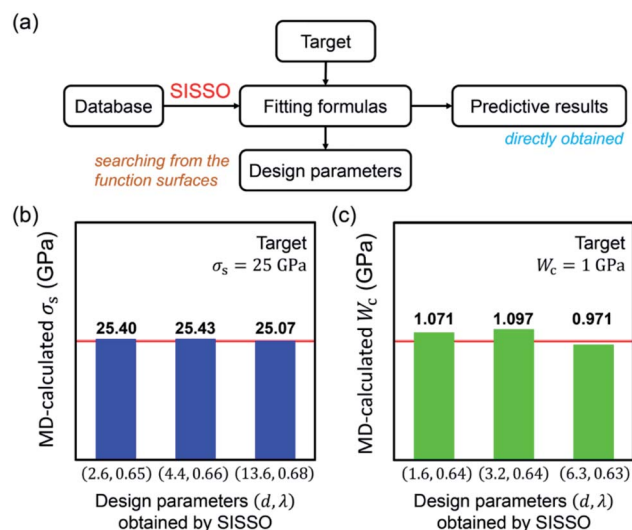 (a)
Target
SISSO
Database
Fitting formulas
Predictive results
directly obtained
searching from the
function surfaces
Design parameters
(b)
MD-calculated σs (GPa)
Target
σs = 25 GPa
25.40 25.43 25.07
(2.6, 0.65) (4.4, 0.66) (13.6, 0.68)
Design parameters (d, λ)
obtained by SISSO
(c)
MD-calculated Wc (GPa)
Target
Wc = 1 GPa
1.071 1.097 0.971
(1.6, 0.64) (3.2, 0.64) (6.3, 0.63)
Design parameters (d, λ)
obtained by SISSO